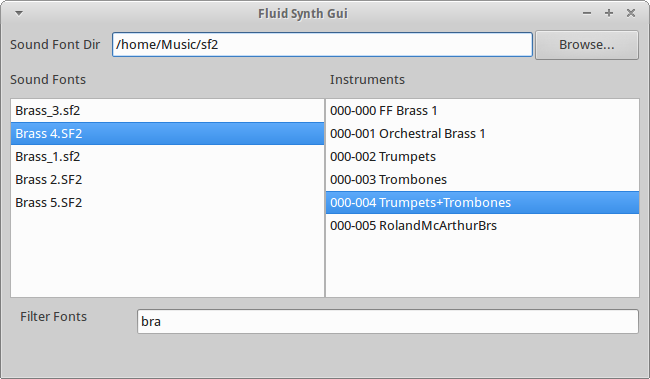 Fluid Synth Gui
Sound Font Dir /home/Music/sf2 Browse...
Sound Fonts Instruments
Brass_3.sf2 000-000 FF Brass 1
Brass 4.SF2 000-001 Orchestral Brass 1
Brass_1.sf2 000-002 Trumpets
Brass 2.SF2 000-003 Trombones
Brass 5.SF2 000-004 Trumpets+Trombones
000-005 RolandMcArthurBrs
Filter Fonts bra